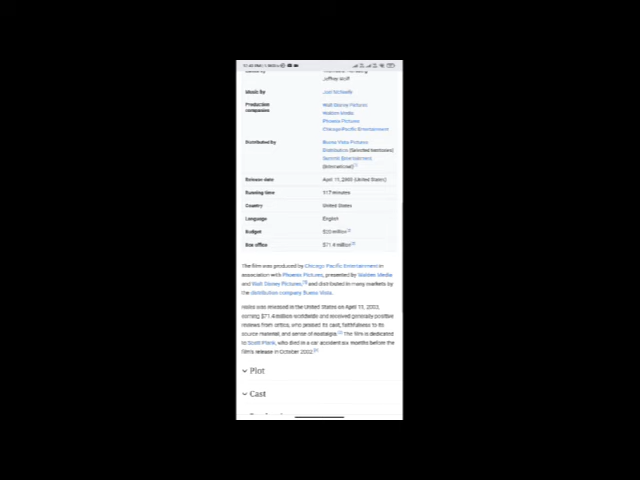 Jeffrey Wolf
Music by
Production companies
Walt Disney Pictures
Walden Media
Phoenix Pictures
Chicago Pacific Entertainment
Distributed by
Buena Vista Pictures
Distribution (Selected territories)
Summit Entertainment
(International)
Release date
April 11, 2003 (United States)
Running time
117 minutes
Country
United States
Language
English
Budget
$20 million
Box office
$71.4 million
The film was produced by Chicago Pacific Entertainment in
association with Phoenix Pictures, presented by Walden Media
and Walt Disney Pictures, and distributed in many markets by
the distribution company Buena Vista.
Holes was released in the United States on April 11, 2003,
earning $71.4 million worldwide and received generally positive
reviews from critics, who praised its cast, faithfulness to its
source material, and sense of nostalgia. The film is dedicated
to Scott Plank, who died in a car accident six months before the
film's release in October 2002.
Plot
Cast